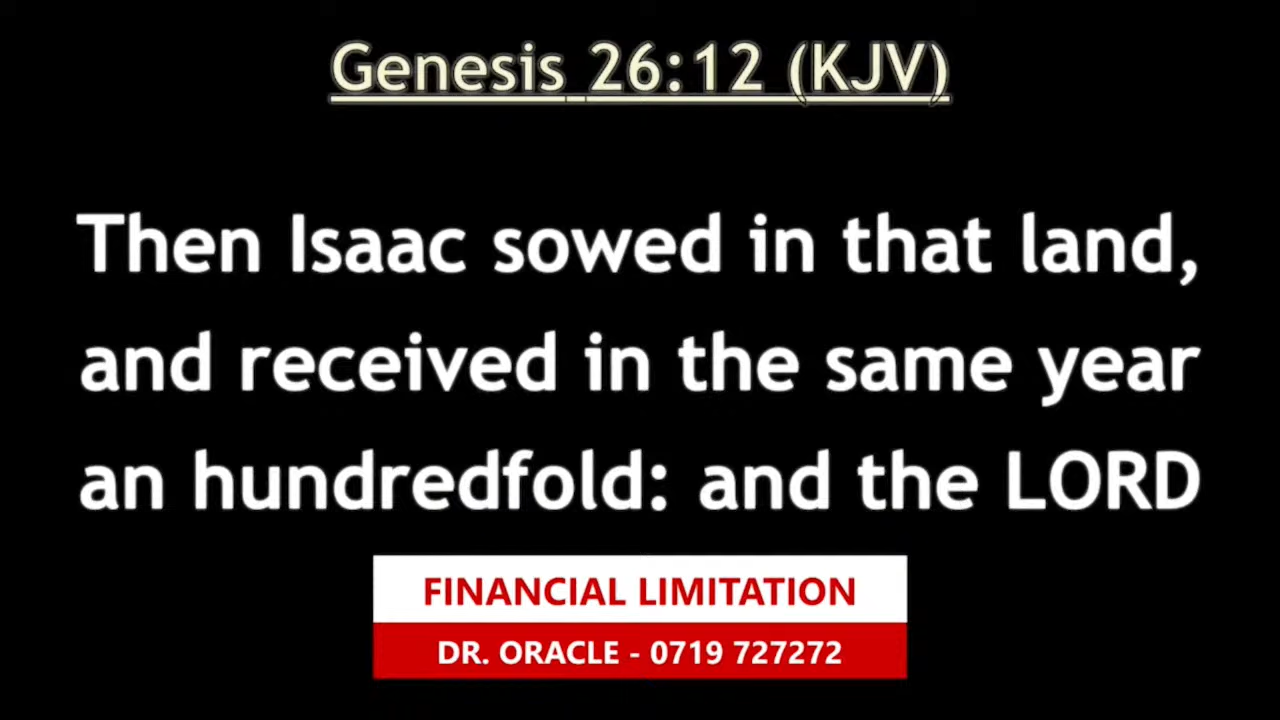 Genesis 26:12 (KJV)
Then Isaac sowed in that land,
and received in the same year
an hundredfold: and the LORD
FINANCIAL LIMITATION
DR. ORACLE - 0719 727272